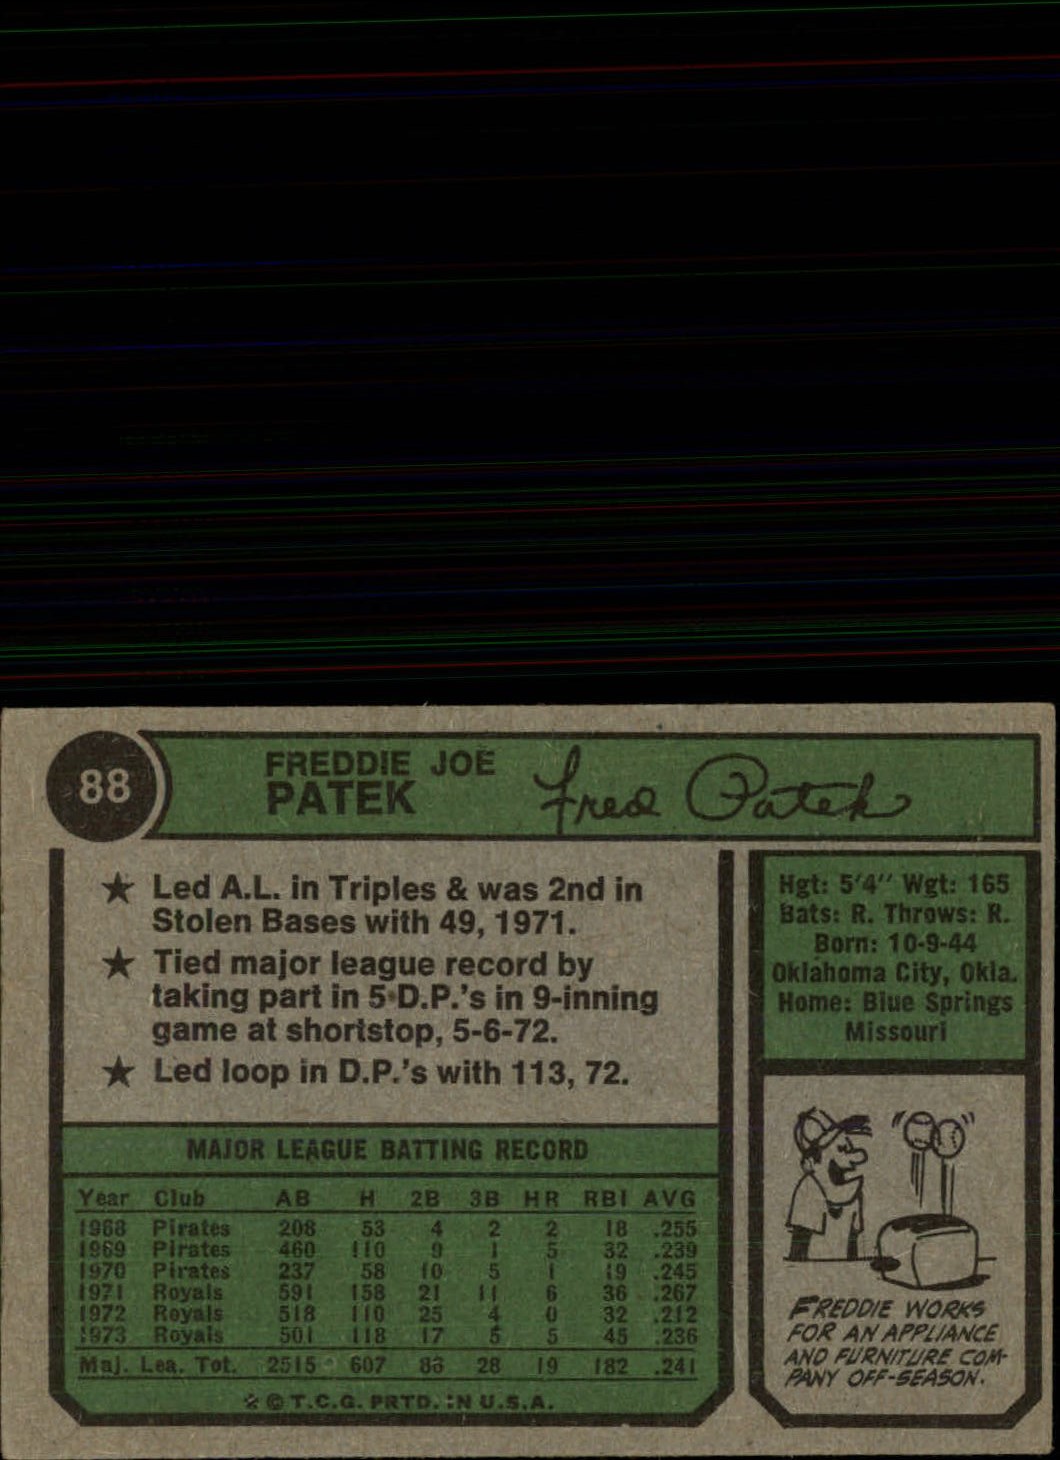 88
FREDDIE JOE
PATEK
Fred Patek
★ Led A.L. in Triples & was 2nd in
Stolen Bases with 49, 1971.
★ Tied major league record by
taking part in 5 D.P.'s in 9-inning
game at shortstop, 5-6-72.
★ Led loop in D.P.'s with 113, 72.
Hgt: 5'4" Wgt: 165
Bats: R. Throws: R.
Born: 10-9-44
Oklahoma City, Okla.
Home: Blue Springs
Missouri
MAJOR LEAGUE BATTING RECORD
Year Club AB H 2B 3B HR RBI AVG
1968 Pirates 208 53 4 2 2 18 .255
1969 Pirates 460 110 9 1 5 32 .239
1970 Pirates 237 58 10 5 1 19 .245
1971 Royals 591 158 21 11 6 36 .267
1972 Royals 518 110 25 4 0 32 .212
1973 Royals 501 118 17 5 5 45 .236
Maj. Lea. Tot. 2515 607 86 28 19 182 .241
© T.C.G. PRTD. IN U.S.A.
FREDDIE WORKS
FOR AN APPLIANCE
AND FURNITURE COM-
PANY OFF-SEASON.